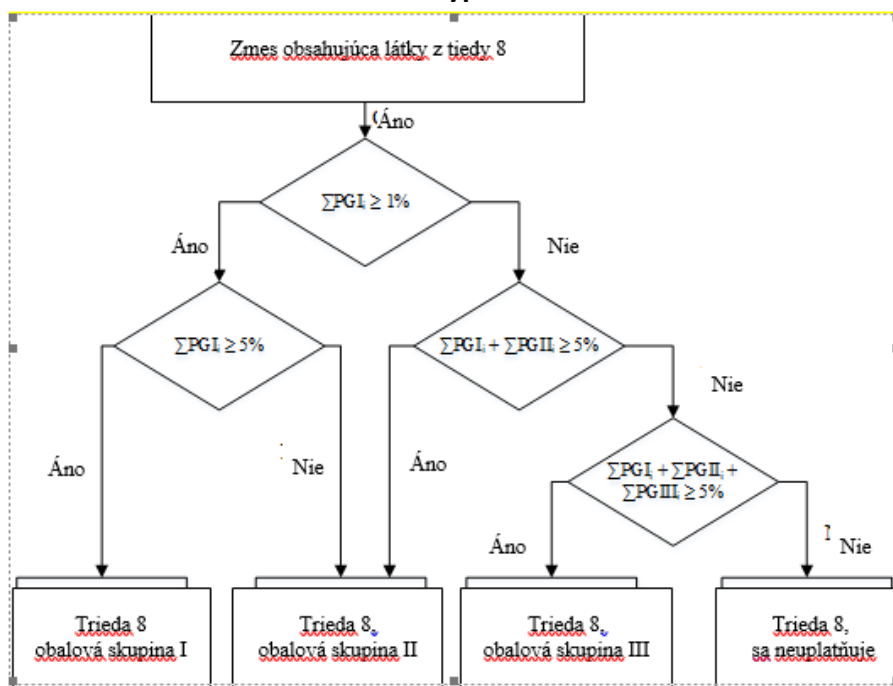 Zmes obsahujúca látky z tiedy 8
Áno
∑PGIᵢ ≥ 1%
Áno
Nie
∑PGIᵢ ≥ 5%
∑PGIᵢ + ∑PGIIᵢ ≥ 5%
Nie
Áno
Nie
Áno
∑PGIᵢ + ∑PGIIᵢ +
∑PGIIIᵢ ≥ 5%
Áno
Nie
Trieda 8
obalová skupina I
Trieda 8,
obalová skupina II
Trieda 8,
obalová skupina III
Trieda 8,
sa neuplatňuje